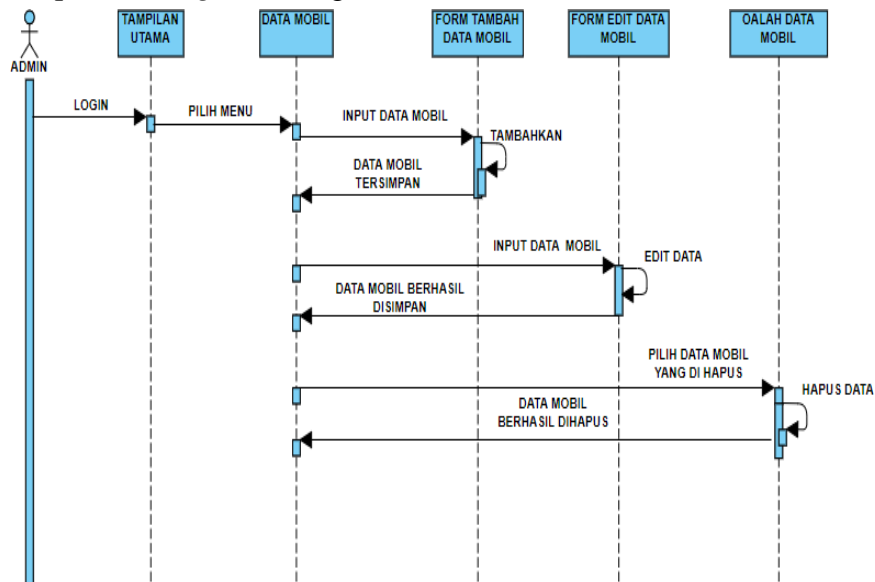 TAMPILAN
UTAMA
DATA MOBIL
FORM TAMBAH
DATA MOBIL
FORM EDIT DATA
MOBIL
OALAH DATA
MOBIL
ADMIN
LOGIN
PILIH MENU
INPUT DATA MOBIL
TAMBAHKAN
DATA MOBIL
TERSIMPAN
INPUT DATA MOBIL
EDIT DATA
DATA MOBIL BERHASIL
DISIMPAN
PILIH DATA MOBIL
YANG DI HAPUS
HAPUS DATA
DATA MOBIL
BERHASIL DIHAPUS